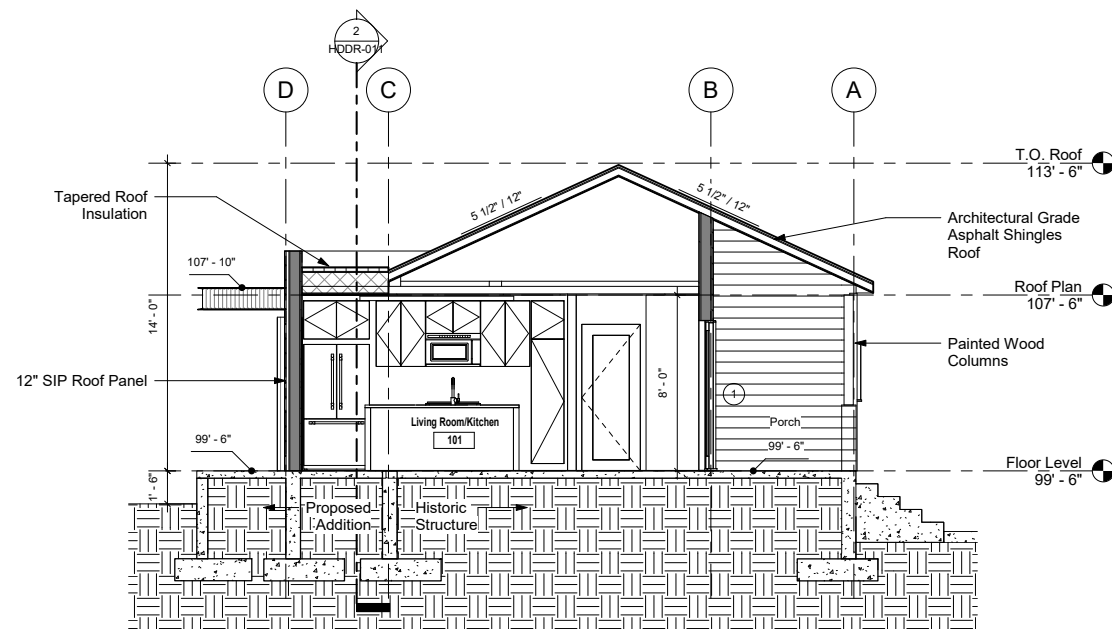 2
HDDR-011
D
C
B
A
T.O. Roof
113' - 6"
Tapered Roof
Insulation
5 1/2" / 12"
5 1/2" / 12"
Architectural Grade
Asphalt Shingles
Roof
107' - 10"
Roof Plan
107' - 6"
14' - 0"
Painted Wood
Columns
12" SIP Roof Panel
8' - 0"
1
Living Room/Kitchen
101
Porch
99' - 6"
99' - 6"
Floor Level
99' - 6"
1' - 6"
Proposed
Addition
Historic
Structure